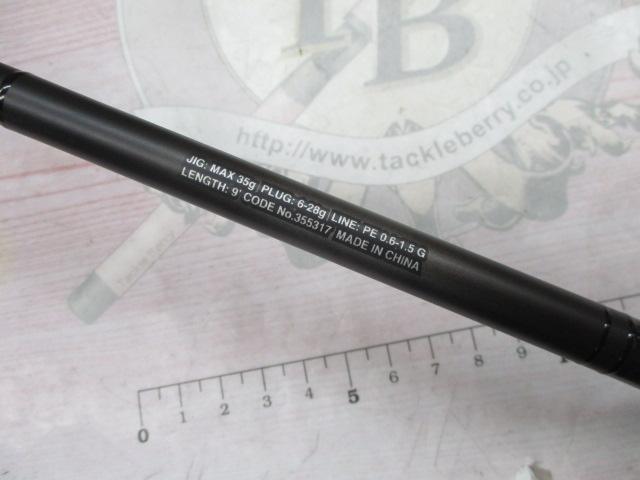 TB
http://www.tackleberry.co.jp
JIG: MAX 35g PLUG: 6-28g LINE: PE 0.6-1.5 G
LENGTH: 9' CODE No.355317 MADE IN CHINA
0 1 2 3 4 5 6 7 8 9